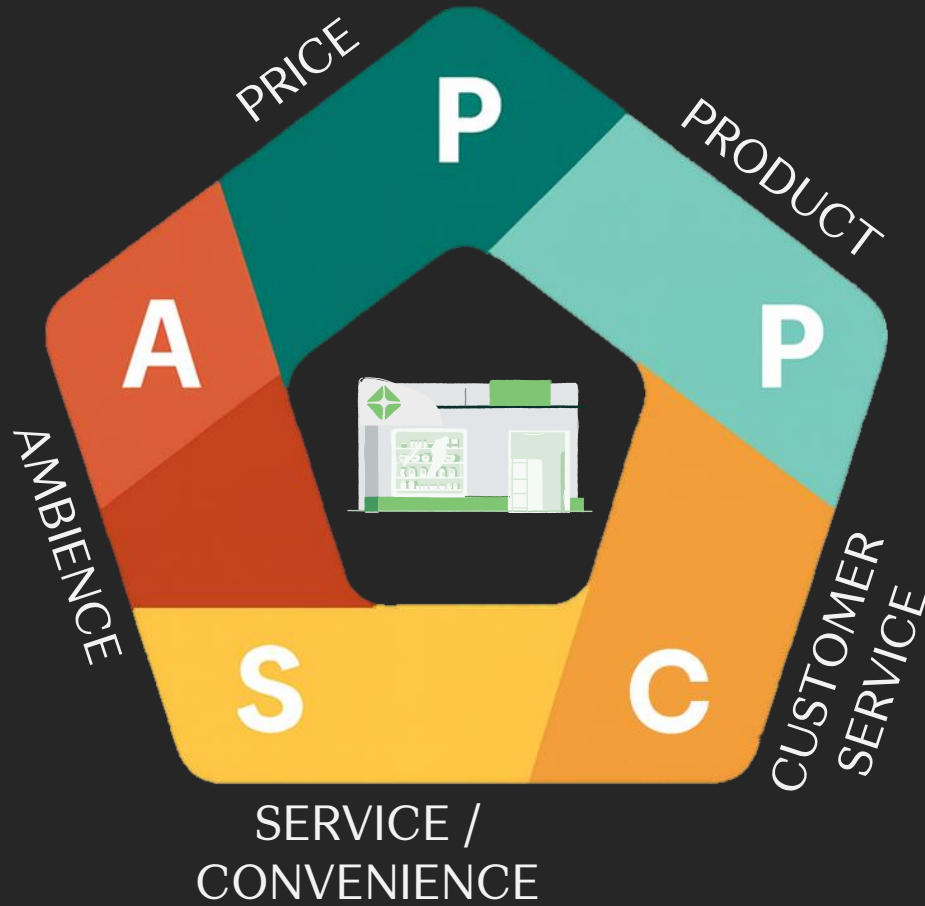 PRICE
P
PRODUCT
P
A
AMBIENCE
S
C
CUSTOMER
SERVICE
SERVICE /
CONVENIENCE